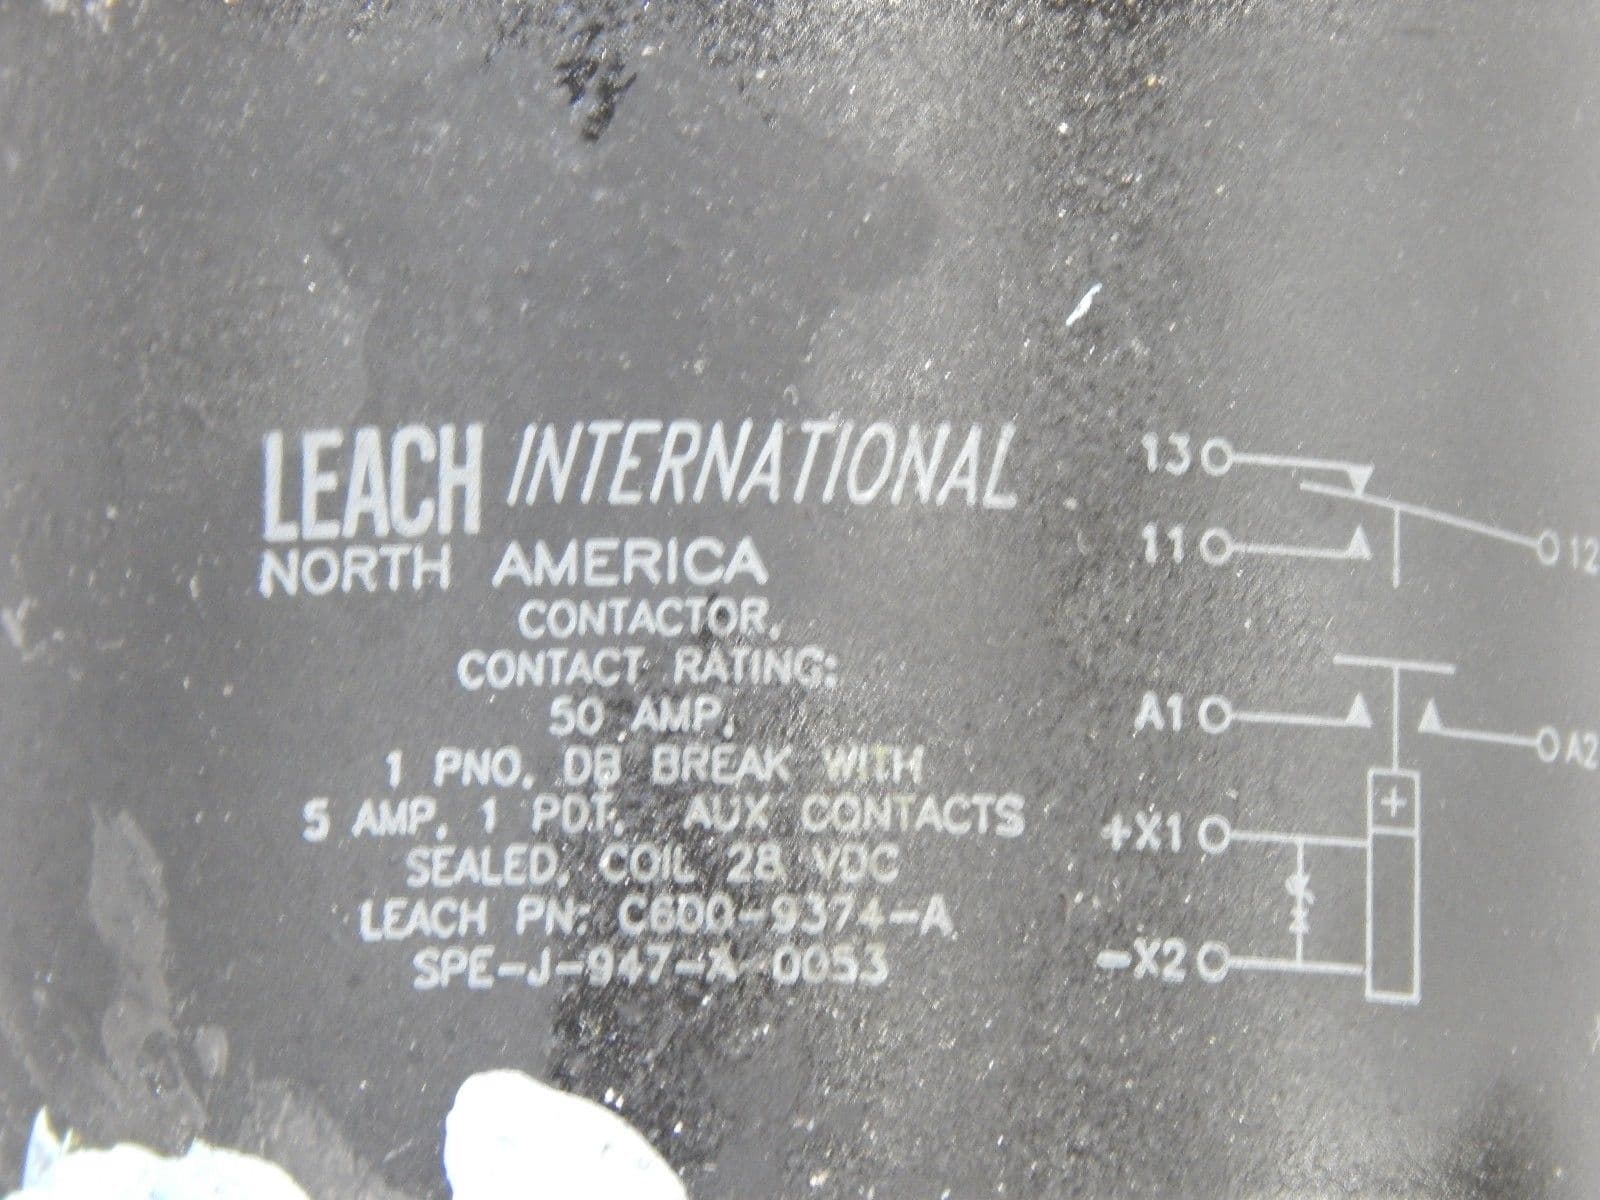 LEACH INTERNATIONAL
NORTH AMERICA
CONTACTOR,
CONTACT RATING:
50 AMP,
1 PNO, DB BREAK WITH
5 AMP, 1 PDT, AUX CONTACTS
SEALED, COIL 28 VDC
LEACH PN: C600-9374-A
SPE-J-947-A 0053
13
11
12
A1
A2
+
+X1
-X2